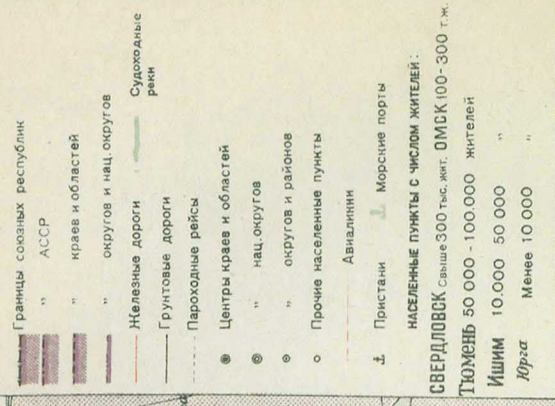 Границы союзных республик
" АССР
" краев и областей
" округов и нац. округов
Железные дороги
Судоходные
реки
Грунтовые дороги
Пароходные рейсы
Центры краев и областей
" нац. округов
" округов и районов
Прочие населенные пункты
Авиалинии
Пристани
Морские порты
НАСЕЛЕННЫЕ ПУНКТЫ С ЧИСЛОМ ЖИТЕЛЕЙ:
СВЕРДЛОВСК свыше 300 тыс. жит. ОМСК 100-300 т.ж.
Тюмень 50 000 - 100.000 жителей
Ишим 10.000 50 000 "
Юрга Менее 10 000 "